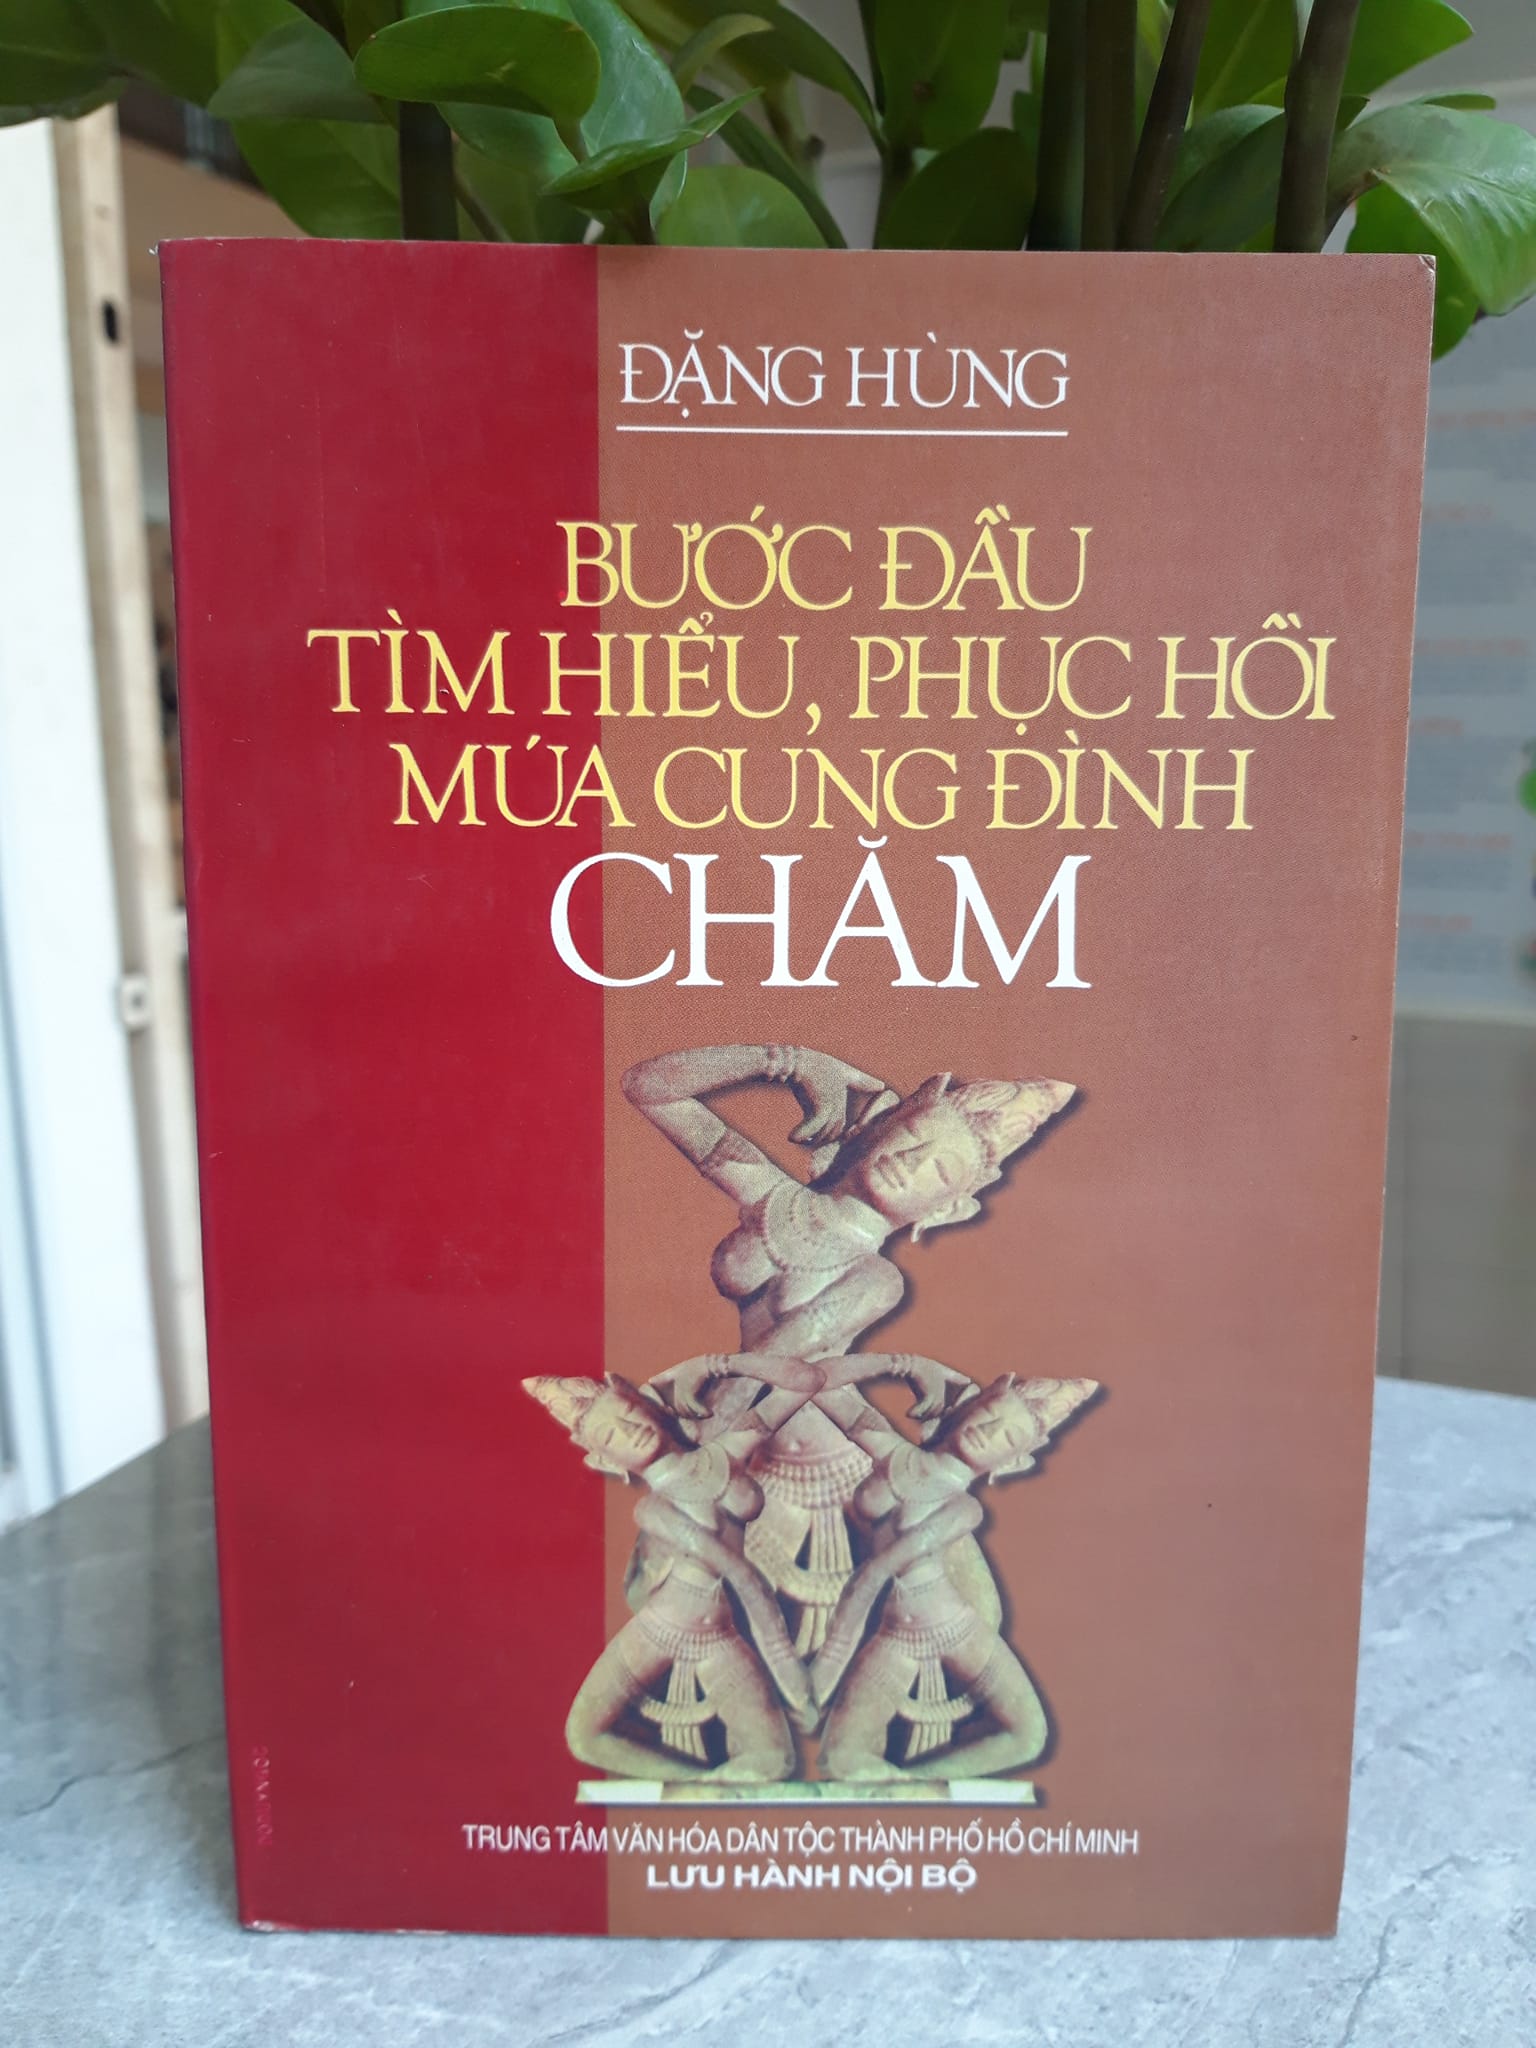 ĐẶNG HÙNG
BƯỚC ĐẦU
TÌM HIỂU, PHỤC HỒI
MÚA CUNG ĐÌNH
CHĂM
TRUNG TÂM VĂN HÓA DÂN TỘC THÀNH PHỐ HỒ CHÍ MINH
LƯU HÀNH NỘI BỘ